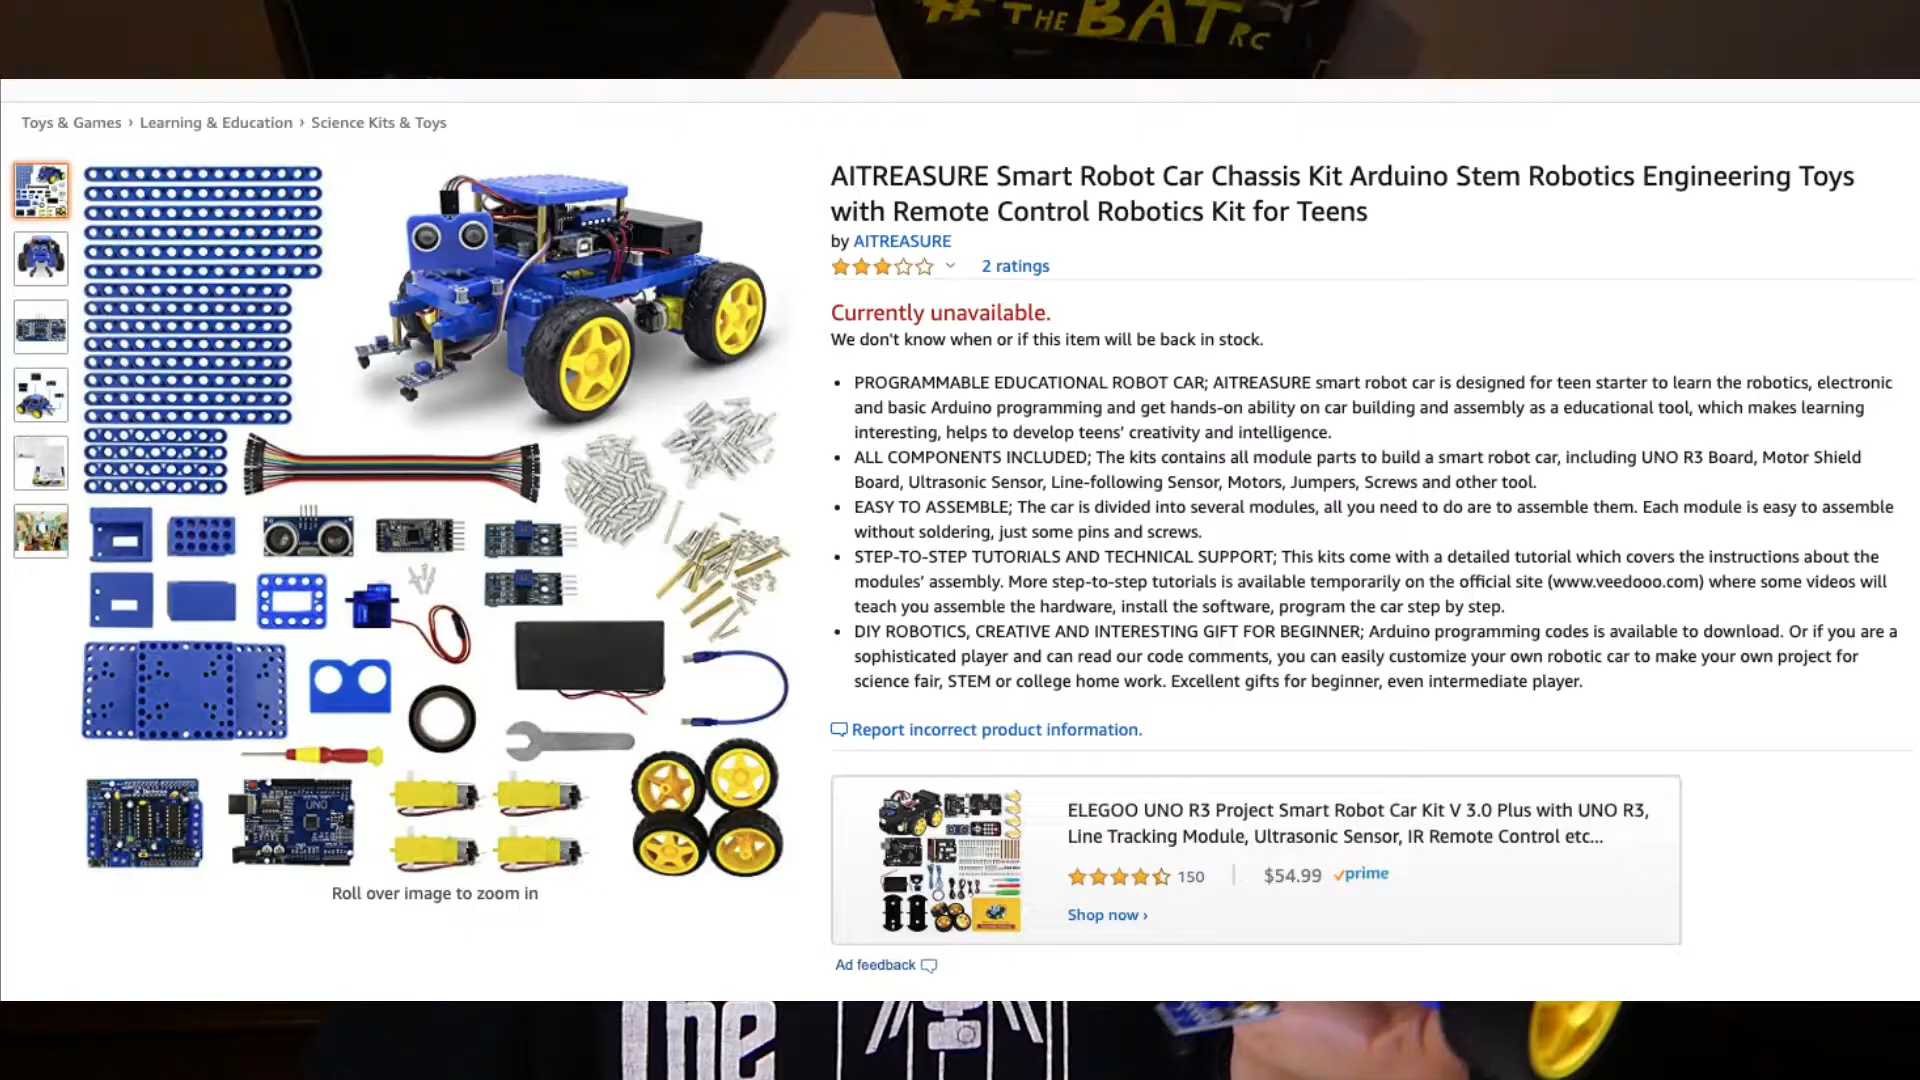 # THE BAT RC
Toys & Games › Learning & Education › Science Kits & Toys
AITREASURE Smart Robot Car Chassis Kit Arduino Stem Robotics Engineering Toys
with Remote Control Robotics Kit for Teens
by AITREASURE
2 ratings
Currently unavailable.
We don't know when or if this item will be back in stock.
• PROGRAMMABLE EDUCATIONAL ROBOT CAR; AITREASURE smart robot car is designed for teen starter to learn the robotics, electronic
and basic Arduino programming and get hands-on ability on car building and assembly as a educational tool, which makes learning
interesting, helps to develop teens’ creativity and intelligence.
• ALL COMPONENTS INCLUDED; The kits contains all module parts to build a smart robot car, including UNO R3 Board, Motor Shield
Board, Ultrasonic Sensor, Line-following Sensor, Motors, Jumpers, Screws and other tool.
• EASY TO ASSEMBLE; The car is divided into several modules, all you need to do are to assemble them. Each module is easy to assemble
without soldering, just some pins and screws.
• STEP-TO-STEP TUTORIALS AND TECHNICAL SUPPORT; This kits come with a detailed tutorial which covers the instructions about the
modules’ assembly. More step-to-step tutorials is available temporarily on the official site (www.veedooo.com) where some videos will
teach you assemble the hardware, install the software, program the car step by step.
• DIY ROBOTICS, CREATIVE AND INTERESTING GIFT FOR BEGINNER; Arduino programming codes is available to download. Or if you are a
sophisticated player and can read our code comments, you can easily customize your own robotic car to make your own project for
science fair, STEM or college home work. Excellent gifts for beginner, even intermediate player.
Report incorrect product information.
UNO
Roll over image to zoom in
ELEGOO UNO R3 Project Smart Robot Car Kit V 3.0 Plus with UNO R3,
Line Tracking Module, Ultrasonic Sensor, IR Remote Control etc...
150
$54.99 prime
Shop now ›
Ad feedback
The